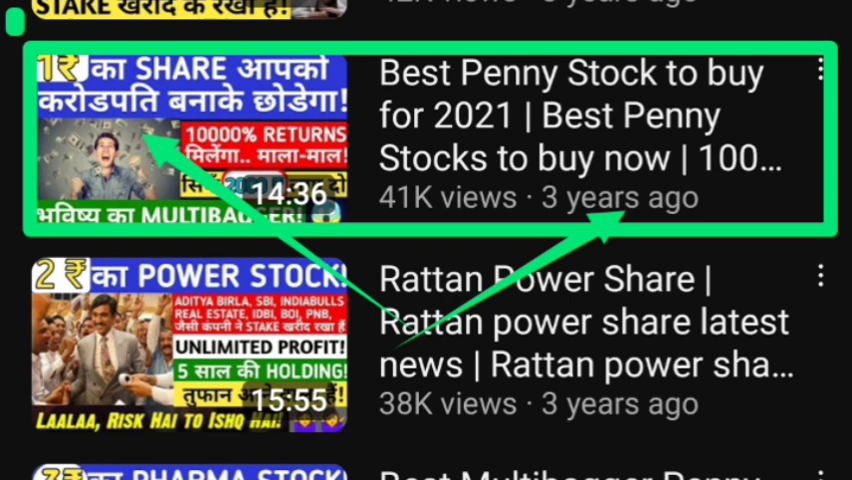 STAKE खरीद के रखा है!
1₹ का SHARE आपको
करोडपति बनाके छोडेगा!
10000% RETURNS
मिलेंगा.. माला-माल!
14:36
भविष्य का MULTIBAGGER!
Best Penny Stock to buy
for 2021 | Best Penny
Stocks to buy now | 100...
41K views · 3 years ago
2 ₹ का POWER STOCK!
ADITYA BIRLA, SBI, INDIABULLS
REAL ESTATE, IDBI, BOI, PNB,
जैसी कंपनी ने STAKE खरीद रखा हैं
UNLIMITED PROFIT!
5 साल की HOLDING!
तुफान
15:55
LAALAA, RISK HAI TO ISHQ HAI!
Rattan Power Share |
Rattan power share latest
news | Rattan power sha...
38K views · 3 years ago